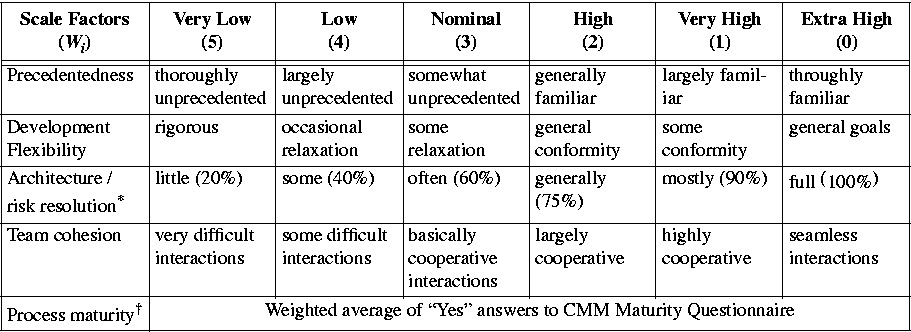 Scale Factors Very Low Low Nominal High Very High Extra High
(Wi) (5) (4) (3) (2) (1) (0)
Precedentedness thoroughly largely somewhat generally largely famil- throughly
unprecedented unprecedented unprecedented familiar iar familiar
Development rigorous occasional some general some general goals
Flexibility relaxation relaxation conformity conformity
Architecture / little (20%) some (40%) often (60%) generally mostly (90%) full (100%)
risk resolution* (75%)
Team cohesion very difficult some difficult basically largely highly seamless
interactions interactions cooperative cooperative cooperative interactions
interactions
Process maturity† Weighted average of “Yes” answers to CMM Maturity Questionnaire